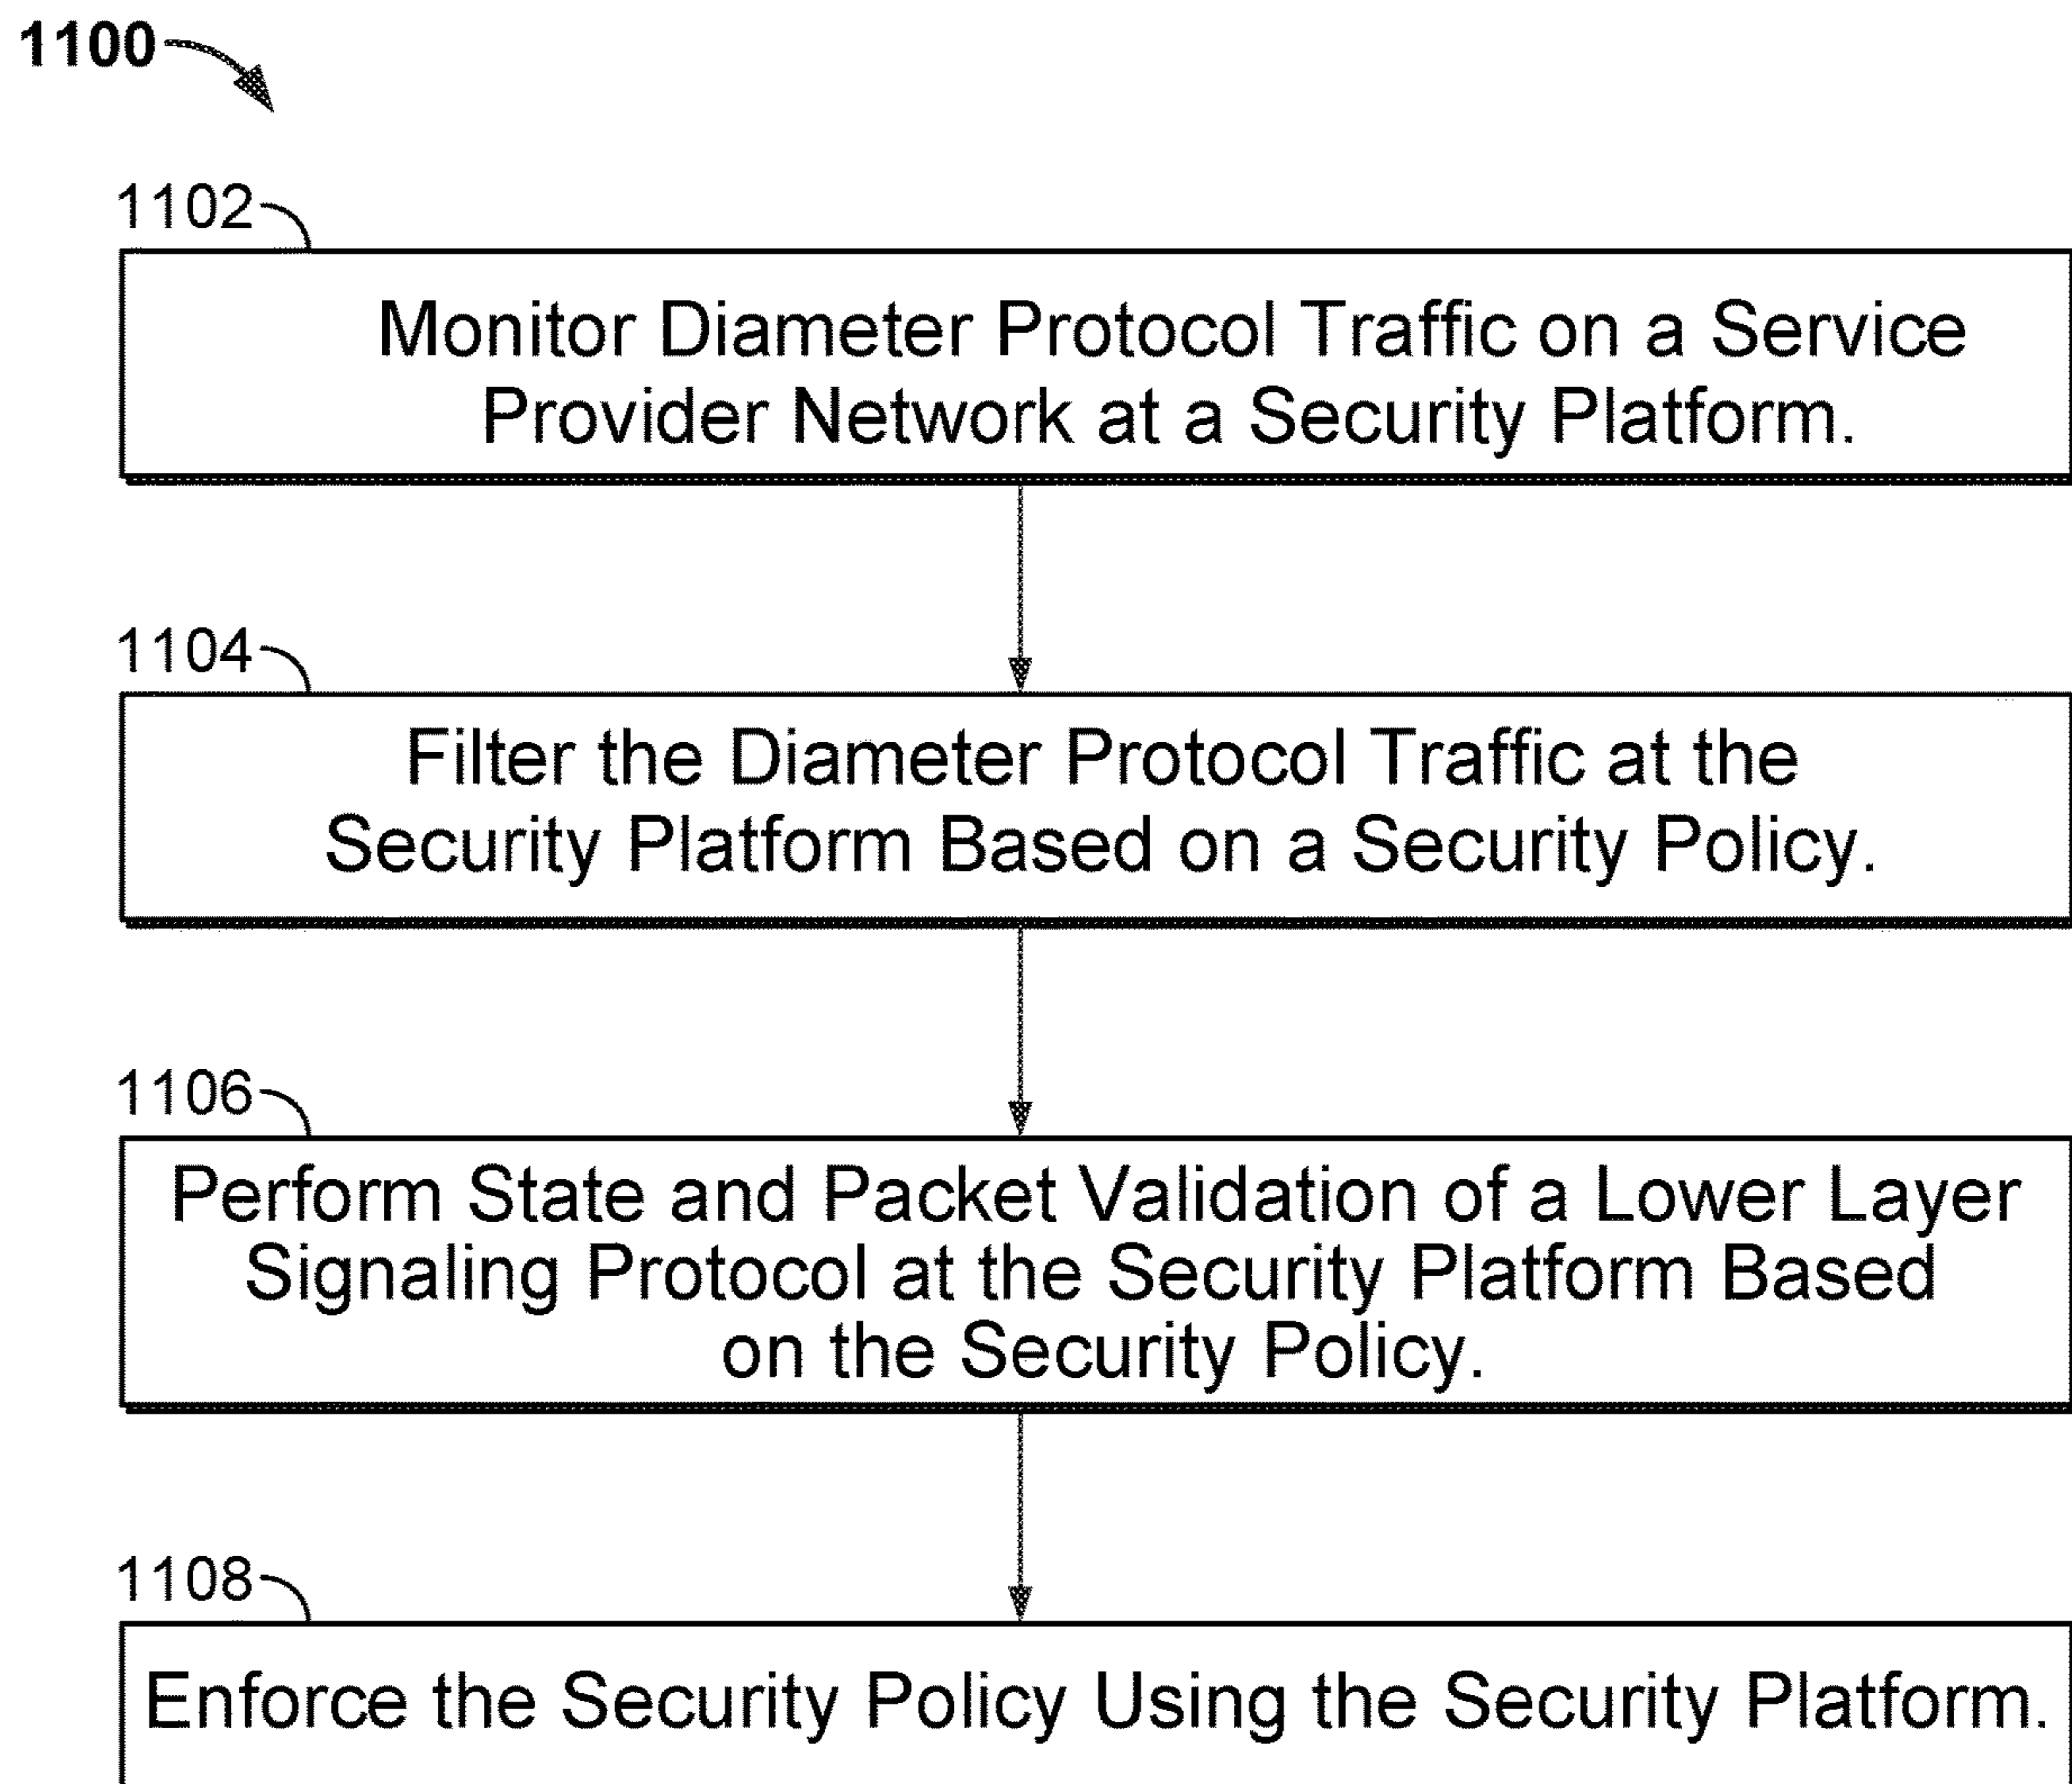 1100
1102
Monitor Diameter Protocol Traffic on a Service
Provider Network at a Security Platform.
1104
Filter the Diameter Protocol Traffic at the
Security Platform Based on a Security Policy.
1106
Perform State and Packet Validation of a Lower Layer
Signaling Protocol at the Security Platform Based
on the Security Policy.
1108
Enforce the Security Policy Using the Security Platform.